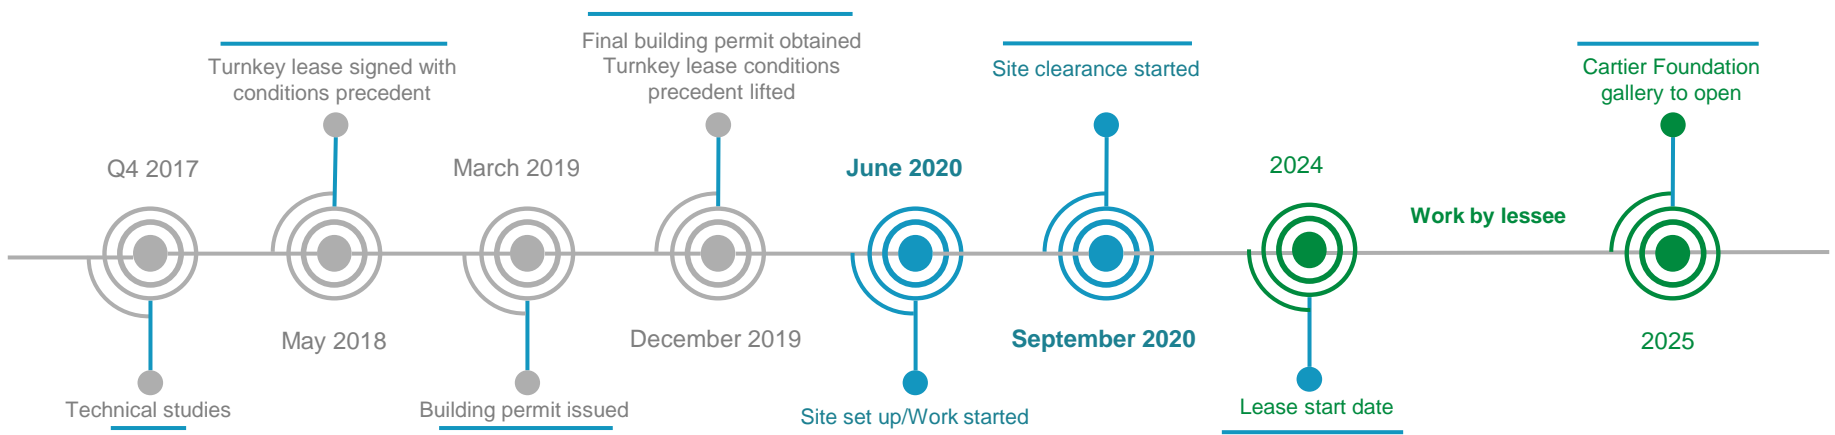 Q4 2017
Technical studies
Turnkey lease signed with
conditions precedent
May 2018
March 2019
Building permit issued
Final building permit obtained
Turnkey lease conditions
precedent lifted
December 2019
June 2020
Site set up/Work started
Site clearance started
September 2020
2024
Lease start date
Work by lessee
Cartier Foundation
gallery to open
2025